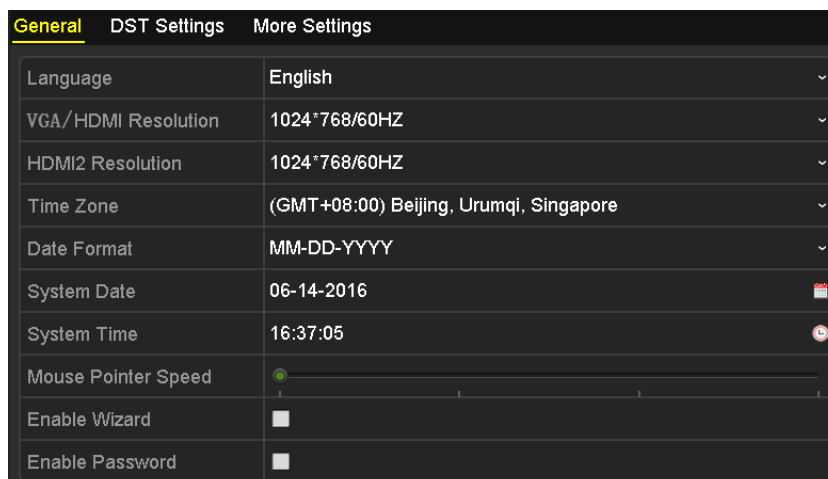 General DST Settings More Settings
Language English
VGA/HDMI Resolution 1024*768/60HZ
HDMI2 Resolution 1024*768/60HZ
Time Zone (GMT+08:00) Beijing, Urumqi, Singapore
Date Format MM-DD-YYYY
System Date 06-14-2016
System Time 16:37:05
Mouse Pointer Speed
Enable Wizard
Enable Password